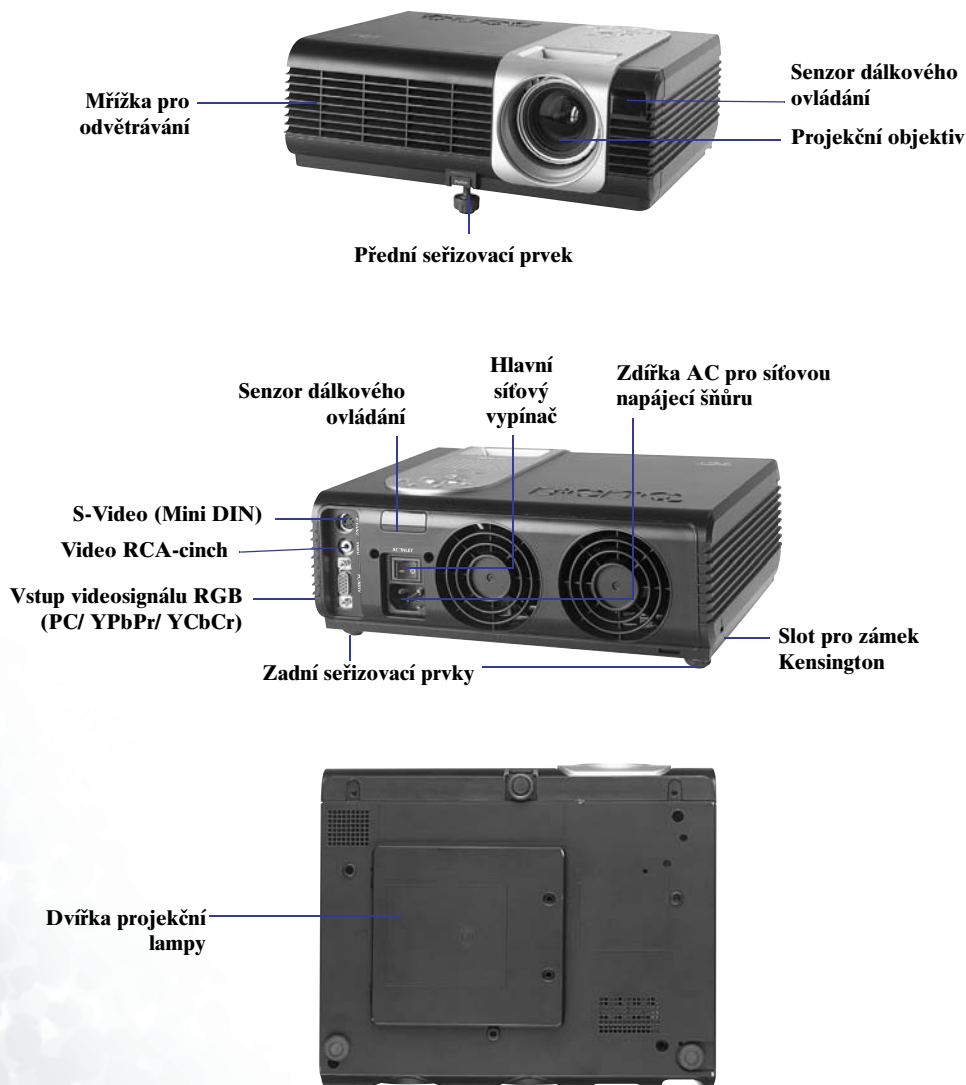 Mřížka pro
odvětrávání
Senzor dálkového
ovládání
Projekční objektiv
Přední seřizovací prvek
Senzor dálkového
ovládání
Hlavní
síťový
vypínač
Zdířka AC pro síťovou
napájecí šňůru
S-Video (Mini DIN)
Video RCA-cinch
Vstup videosignálu RGB
(PC/ YPbPr/ YCbCr)
AC INLET
Zadní seřizovací prvky
Slot pro zámek
Kensington
Dvířka projekční
lampy